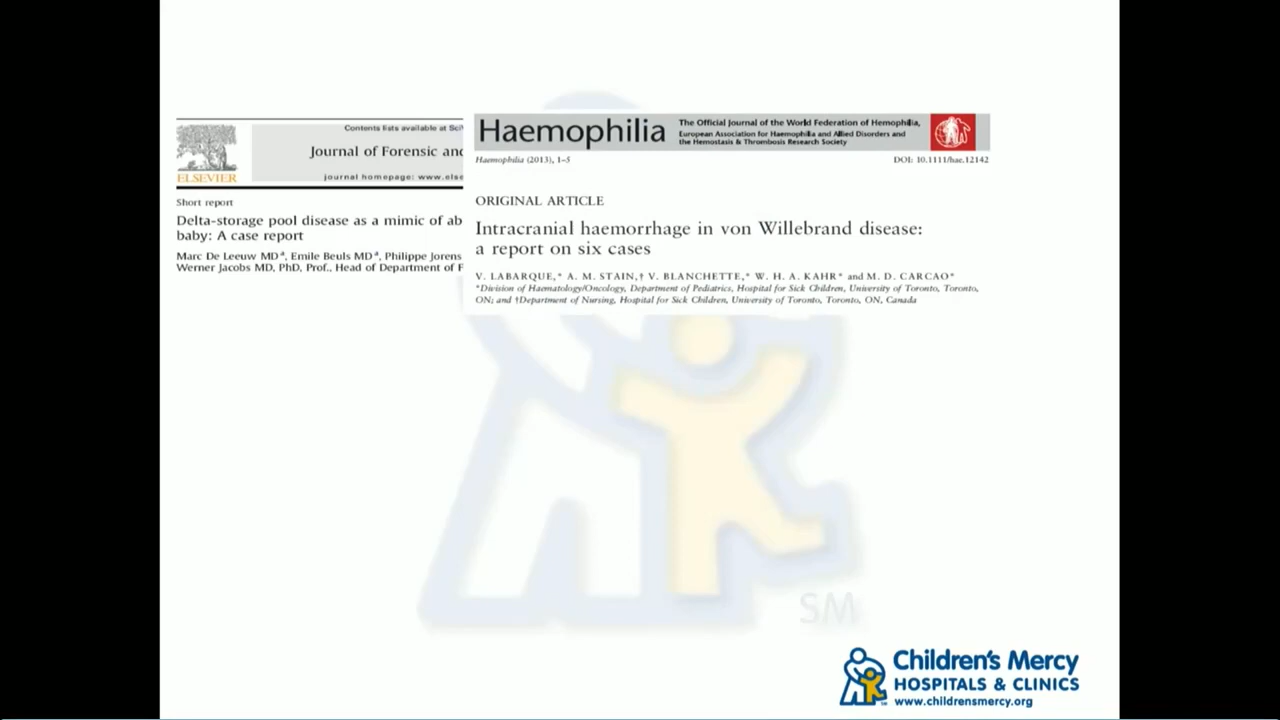 Contents lists available at Sci
Journal of Forensic and
journal homepage: www.else
ELSEVIER
Short report
Delta-storage pool disease as a mimic of ab
baby: A case report
Marc De Leeuw MD a, Emile Beuls MD a, Philippe Jorens
Werner Jacobs MD, PhD, Prof., Head of Department of F
Haemophilia
The Official Journal of the World Federation of Hemophilia,
European Association for Haemophilia and Allied Disorders and
the Hemostasis & Thrombosis Research Society
Haemophilia (2013), 1–5
DOI: 10.1111/hae.12142
ORIGINAL ARTICLE
Intracranial haemorrhage in von Willebrand disease:
a report on six cases
V. LABARQUE,* A. M. STAIN,† V. BLANCHETTE,* W. H. A. KAHR* and M. D. CARCAO*
*Division of Haematology/Oncology, Department of Pediatrics, Hospital for Sick Children, University of Toronto, Toronto,
ON; and †Department of Nursing, Hospital for Sick Children, University of Toronto, Toronto, ON, Canada
SM
Children's Mercy
HOSPITALS & CLINICS
www.childrensmercy.org